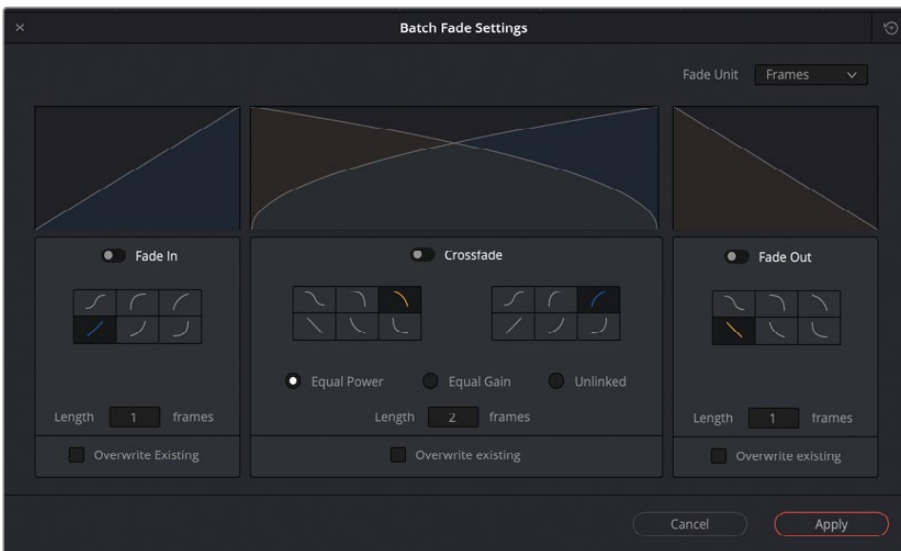 Batch Fade Settings
Fade Unit Frames
Fade In
Length 1 frames
Overwrite Existing
Crossfade
Equal Power Equal Gain Unlinked
Length 2 frames
Overwrite existing
Fade Out
Length 1 frames
Overwrite existing
Cancel Apply